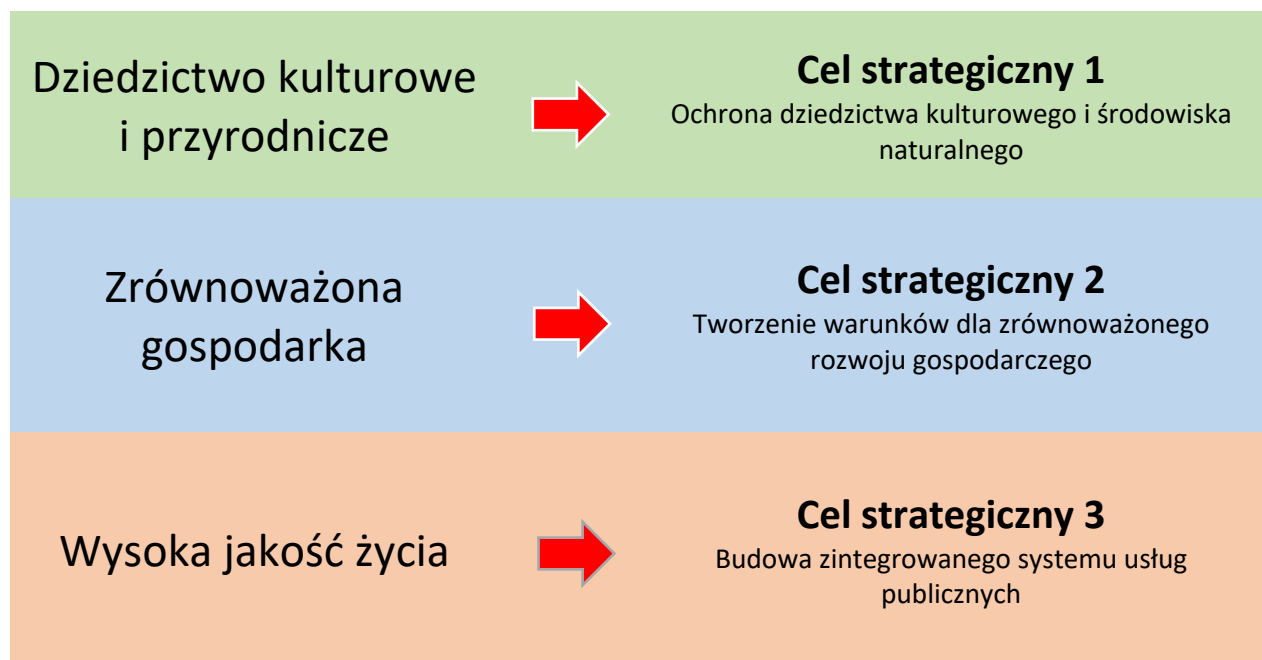 Dziedzictwo kulturowe
i przyrodnicze
Cel strategiczny 1
Ochrona dziedzictwa kulturowego i środowiska
naturalnego
Zrównoważona
gospodarka
Cel strategiczny 2
Tworzenie warunków dla zrównoważonego
rozwoju gospodarczego
Wysoka jakość życia
Cel strategiczny 3
Budowa zintegrowanego systemu usług
publicznych